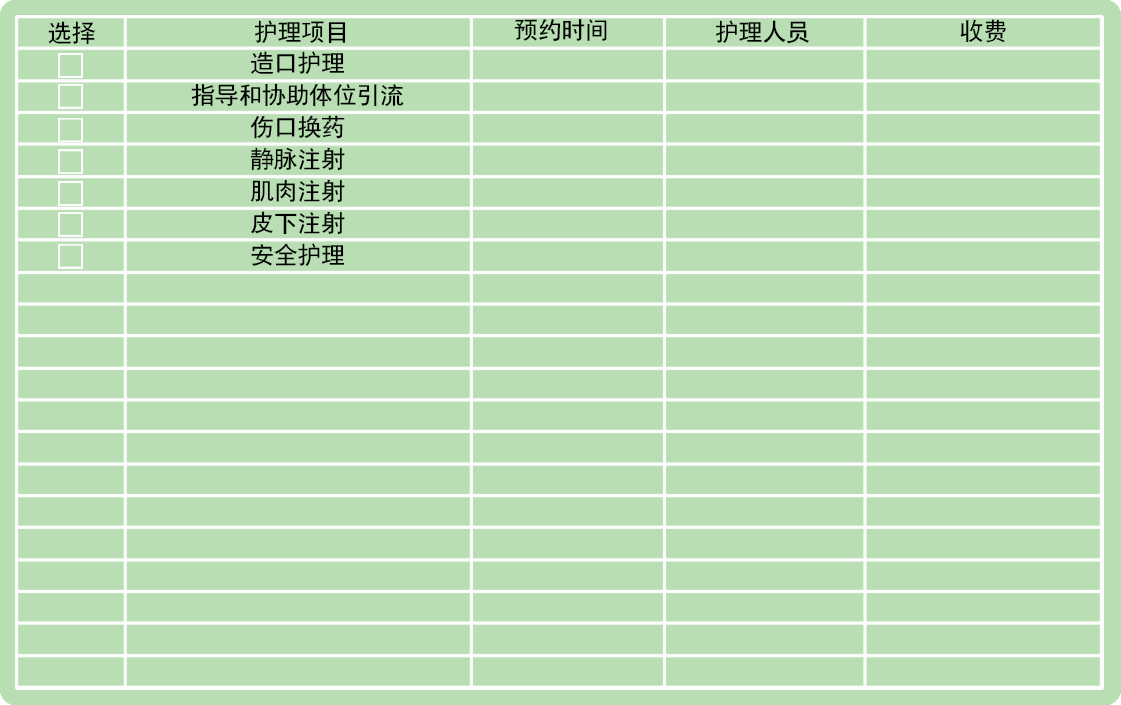 选择 护理项目 预约时间 护理人员 收费
造口护理
指导和协助体位引流
伤口换药
静脉注射
肌肉注射
皮下注射
安全护理